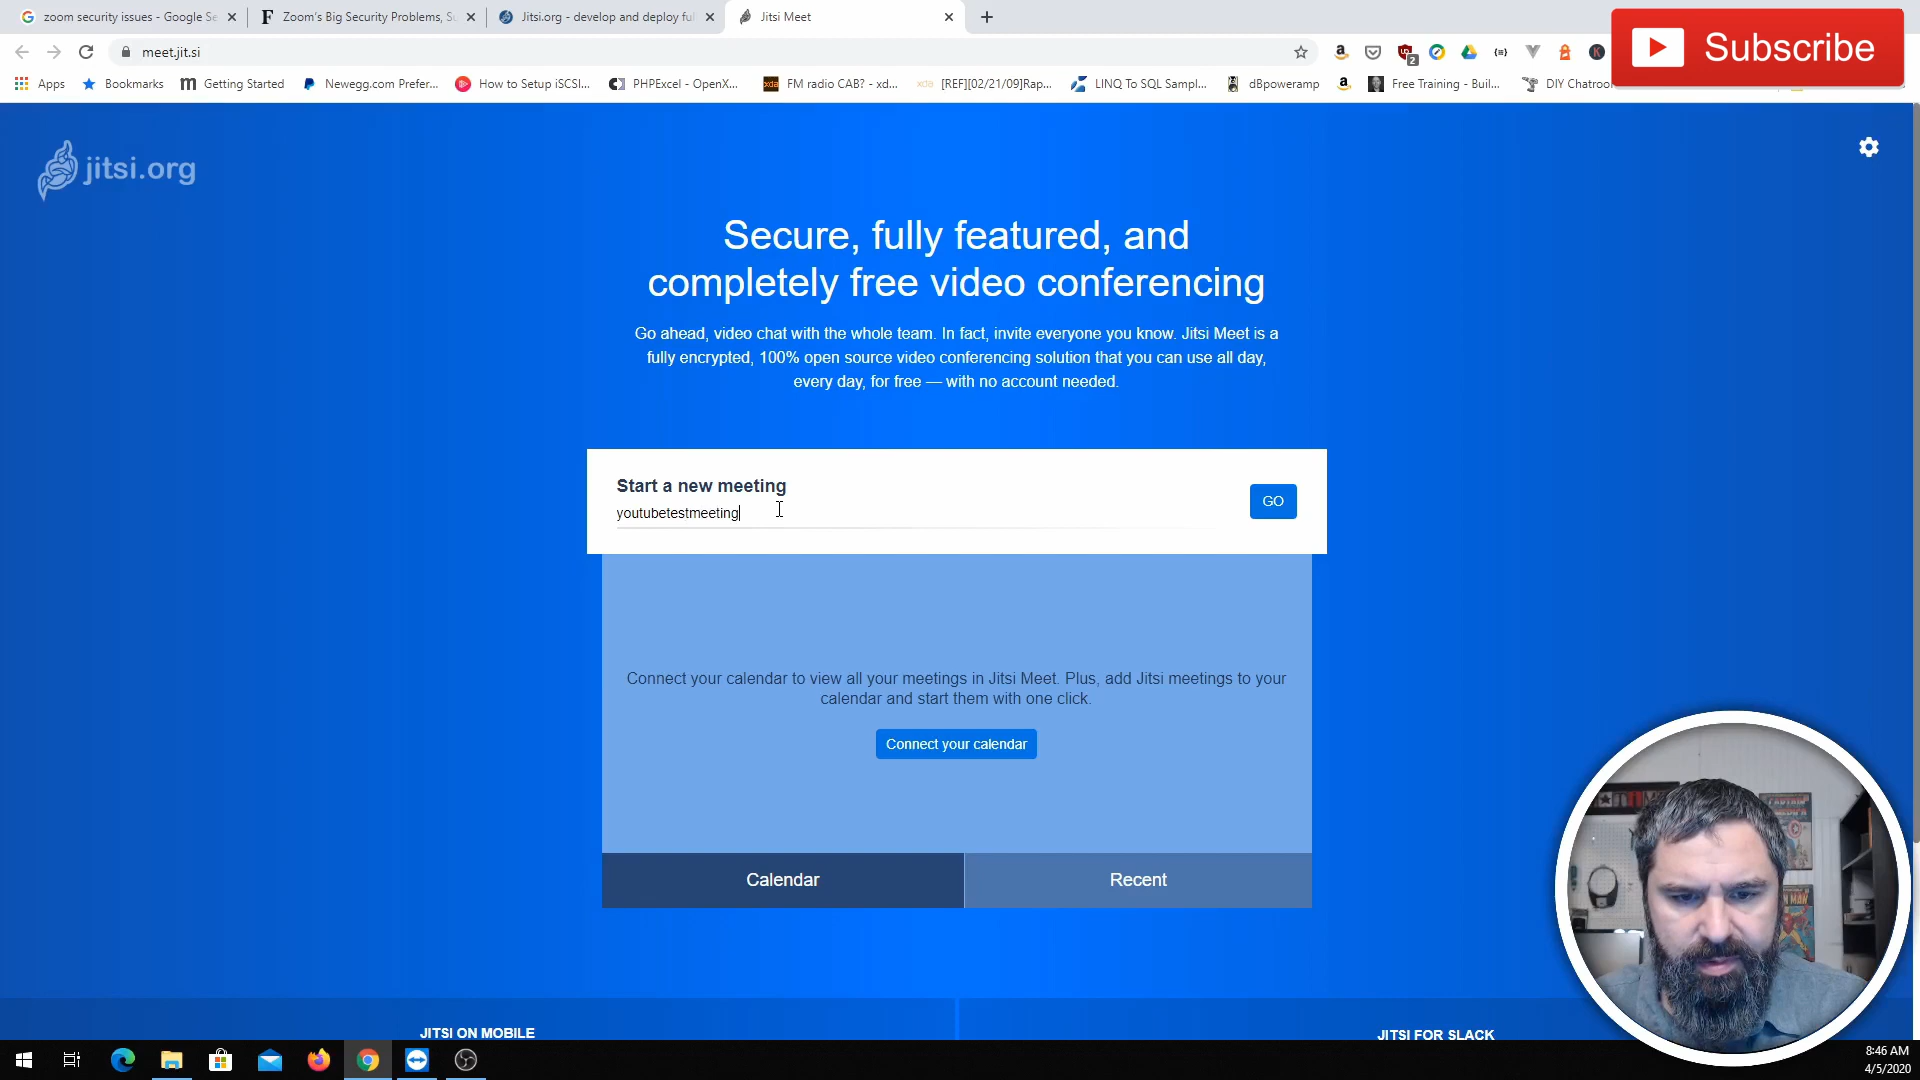 zoom security issues - Google Se
Zoom's Big Security Problems, Su
Jitsi.org - develop and deploy ful
Jitsi Meet
Subscribe
meet.jit.si
2
Apps
Bookmarks
Getting Started
Newegg.com Prefer...
How to Setup iSCSI...
PHPExcel - OpenX...
FM radio CAB? - xd...
[REF][02/21/09]Rap...
LINQ To SQL Sampl...
dBpoweramp
Free Training - Buil...
DIY Chatroo
jitsi.org
Secure, fully featured, and
completely free video conferencing
Go ahead, video chat with the whole team. In fact, invite everyone you know. Jitsi Meet is a
fully encrypted, 100% open source video conferencing solution that you can use all day,
every day, for free — with no account needed.
Start a new meeting
youtubetestmeeting
GO
Connect your calendar to view all your meetings in Jitsi Meet. Plus, add Jitsi meetings to your
calendar and start them with one click.
Connect your calendar
Calendar
Recent
JITSI ON MOBILE
JITSI FOR SLACK
8:46 AM
4/5/2020